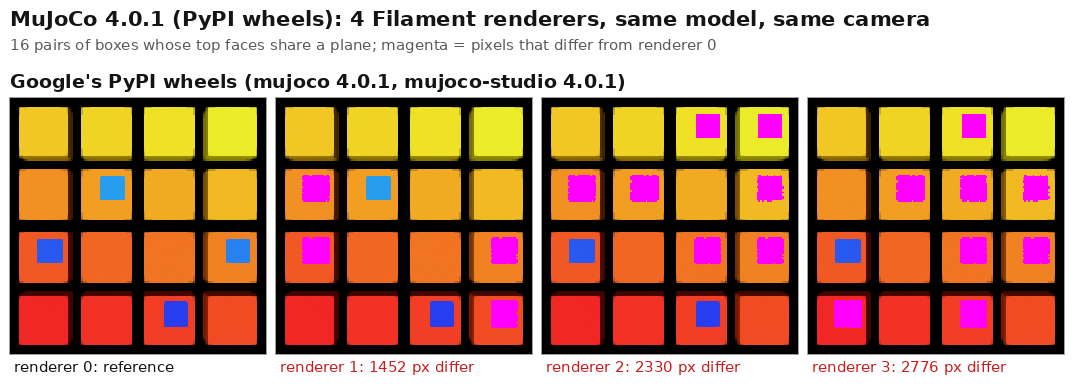 MuJoCo 4.0.1 (PyPI wheels): 4 Filament renderers, same model, same camera
16 pairs of boxes whose top faces share a plane; magenta = pixels that differ from renderer 0
Google's PyPI wheels (mujoco 4.0.1, mujoco-studio 4.0.1)
renderer 0: reference
renderer 1: 1452 px differ
renderer 2: 2330 px differ
renderer 3: 2776 px differ